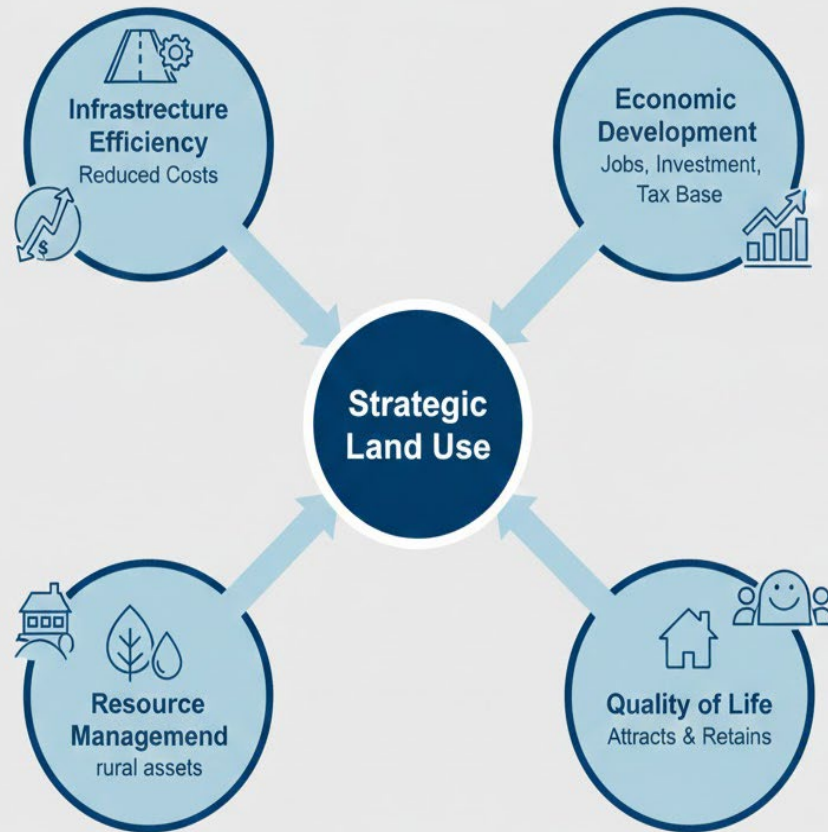 Infrastrecture
Efficiency
Reduced Costs
$
Economic
Development
Jobs, Investment,
Tax Base
Strategic
Land Use
Resource
Managemend
rural assets
Quality of Life
Attracts & Retains